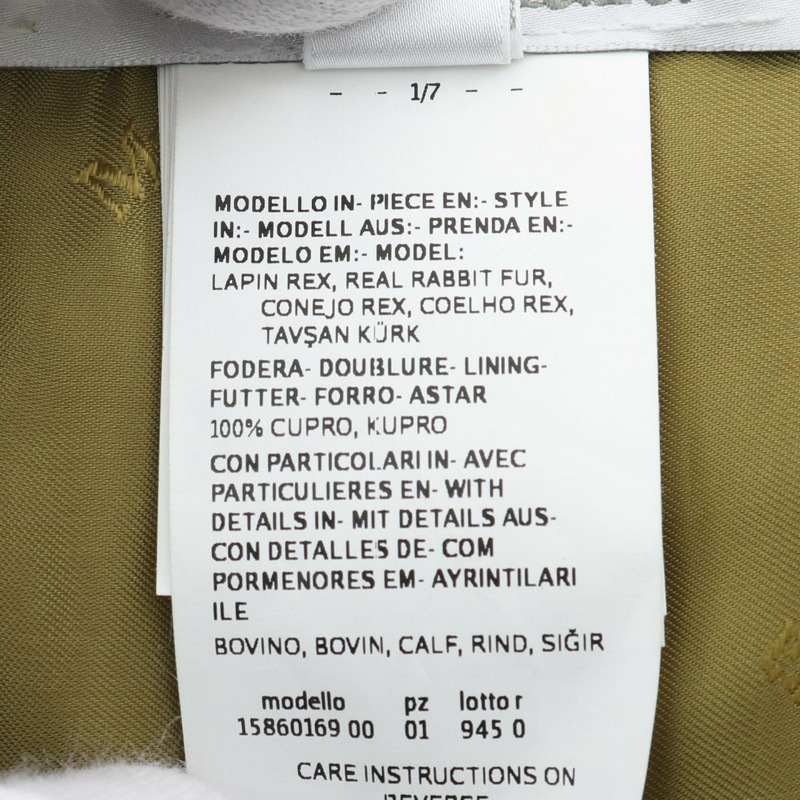 - - 1/7 - -
MODELLO IN- PIECE EN:- STYLE
IN:- MODELL AUS:- PRENDA EN:-
MODELO EM:- MODEL:
LAPIN REX, REAL RABBIT FUR,
CONEJO REX, COELHO REX,
TAVŞAN KÜRK
FODERA- DOUBLURE- LINING-
FUTTER- FORRO- ASTAR
100% CUPRO, KUPRO
CON PARTICOLARI IN- AVEC
PARTICULIERES EN- WITH
DETAILS IN- MIT DETAILS AUS-
CON DETALLES DE- COM
PORMENORES EM- AYRINTILARI
ILE
BOVINO, BOVIN, CALF, RIND, SIĞIR
modello pz lotto r
15860169 00 01 945 0
CARE INSTRUCTIONS ON
REVERSE